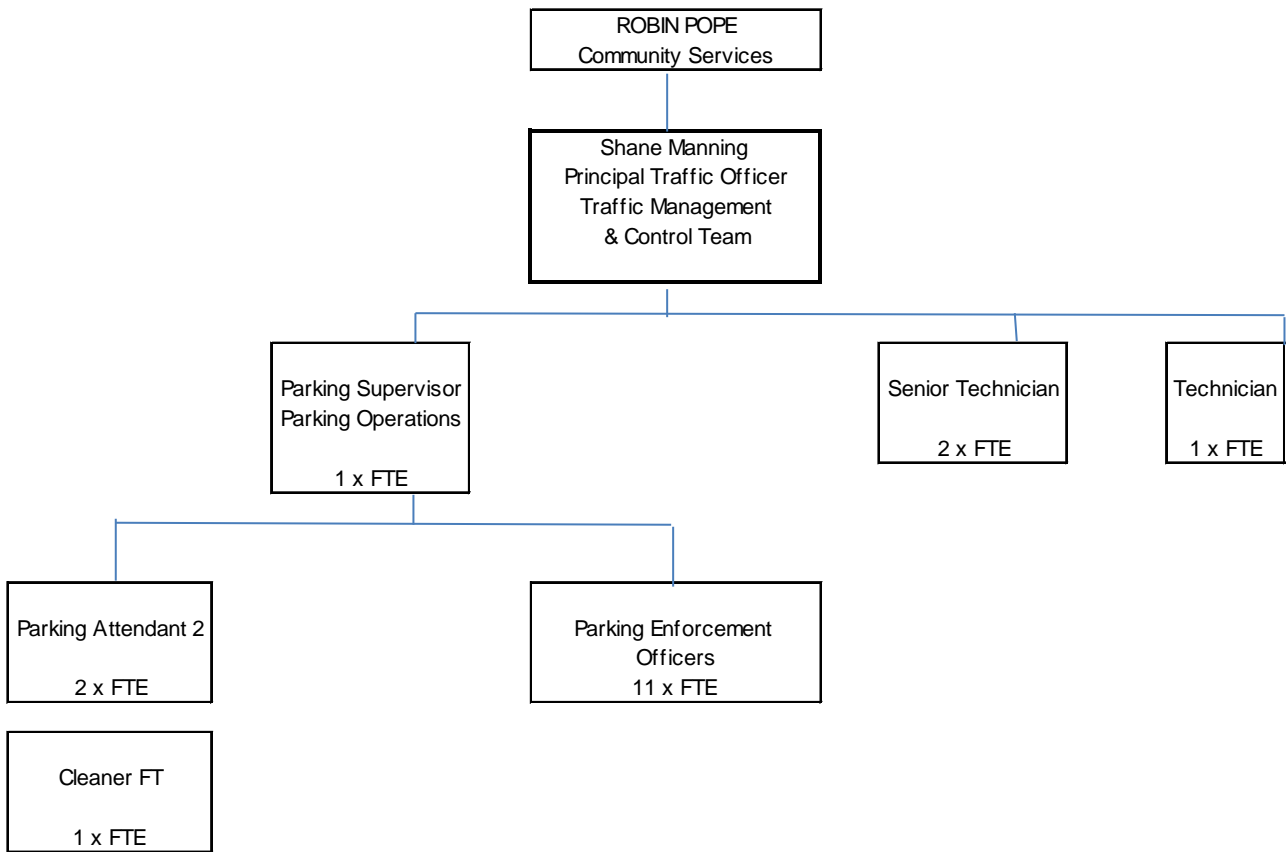 ROBIN POPE
Community Services
Shane Manning
Principal Traffic Officer
Traffic Management
& Control Team
Parking Supervisor
Parking Operations
1 x FTE
Senior Technician
2 x FTE
Technician
1 x FTE
Parking Attendant 2
2 x FTE
Parking Enforcement
Officers
11 x FTE
Cleaner FT
1 x FTE